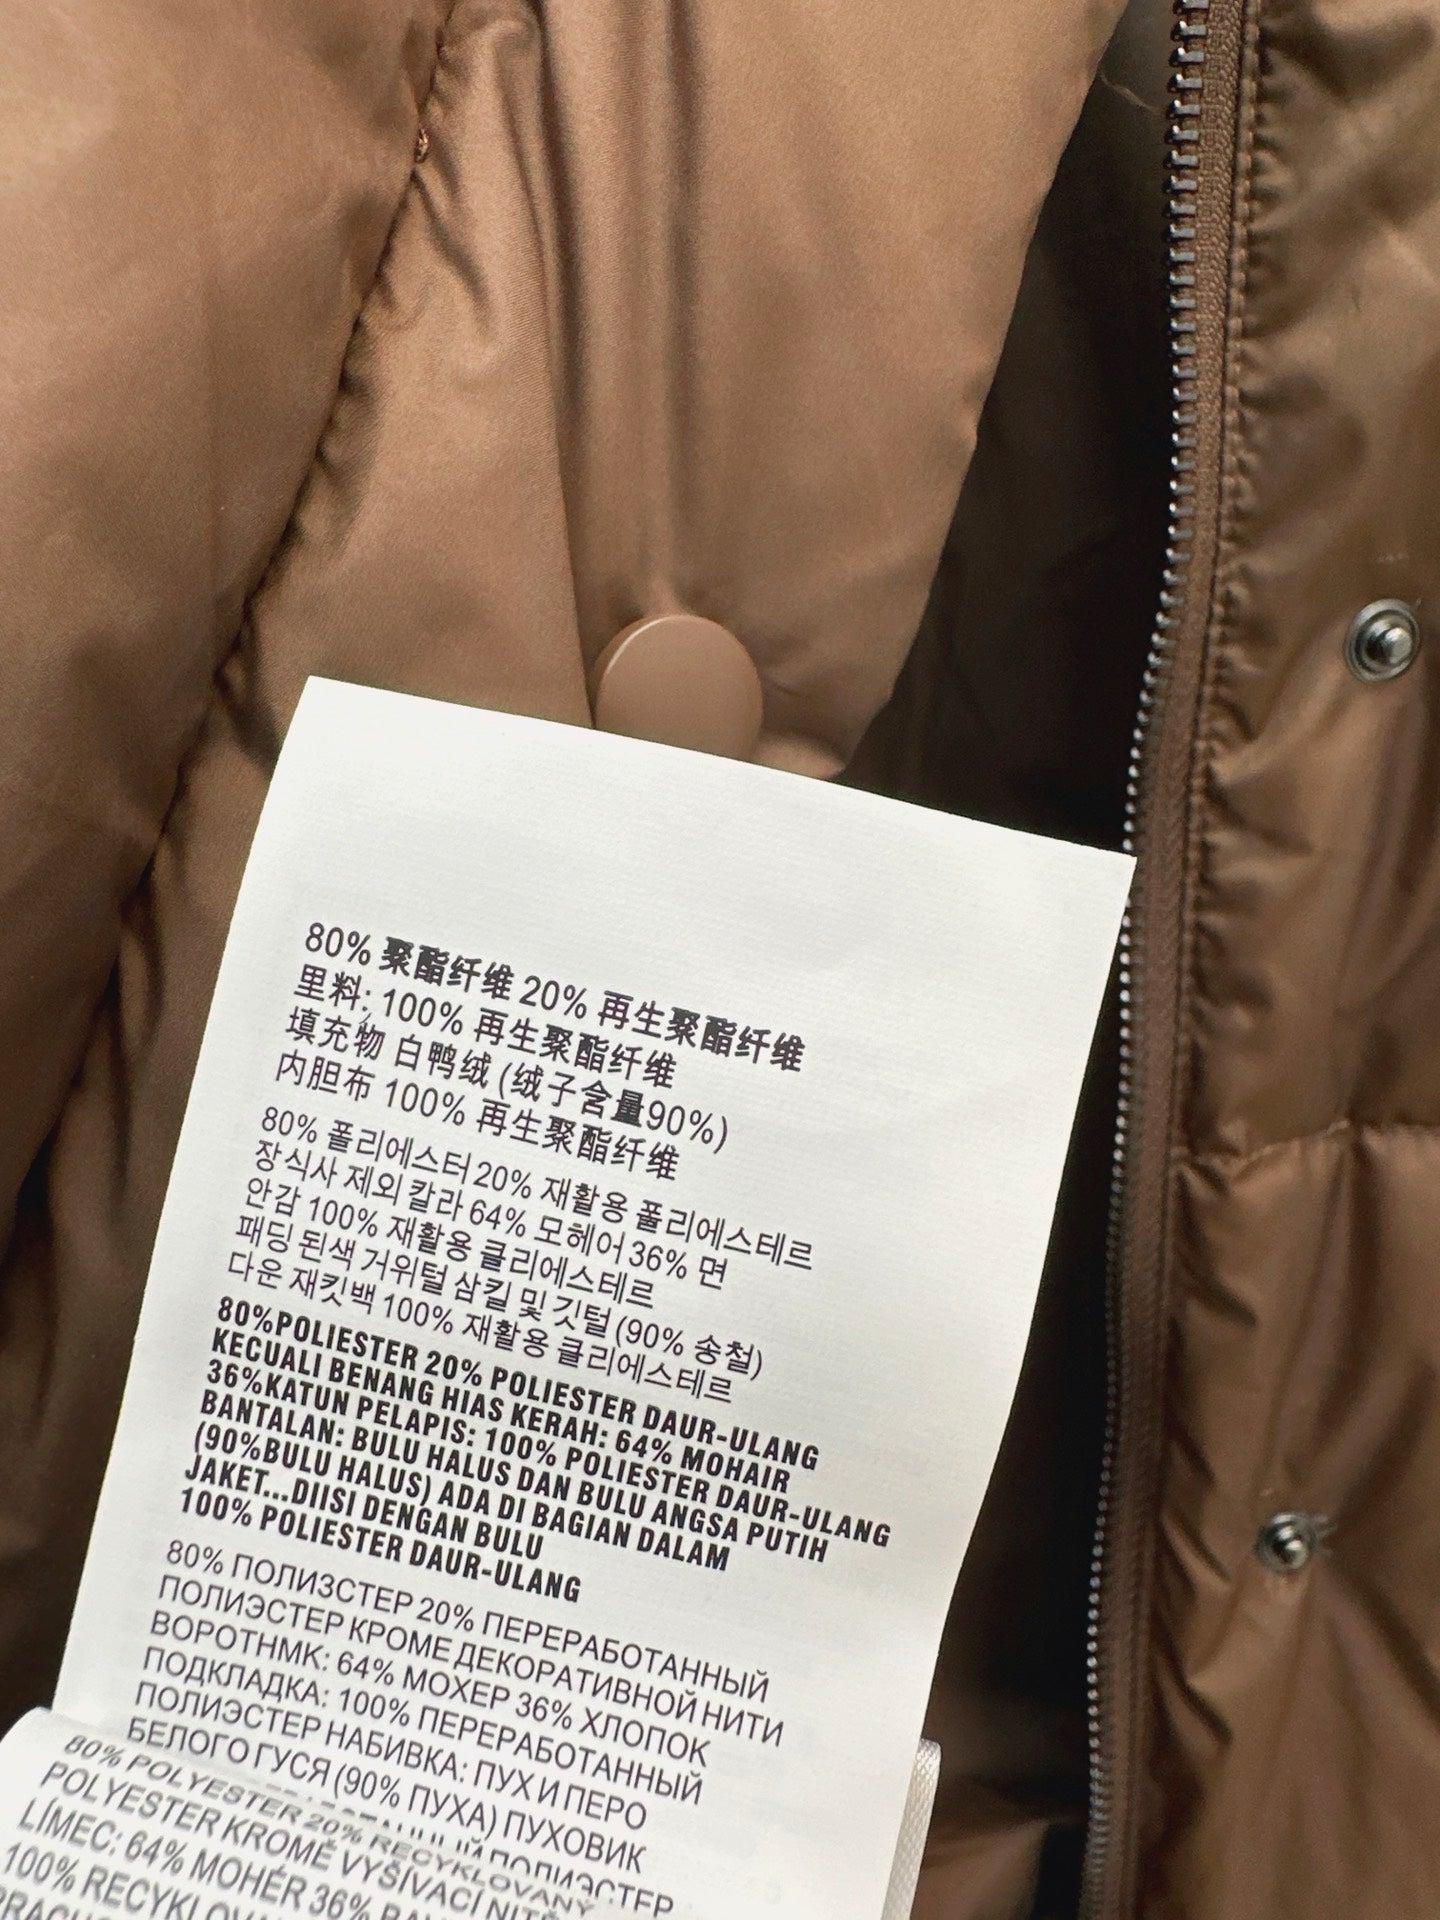 80% 聚酯纤维 20% 再生聚酯纤维
里料: 100% 再生聚酯纤维
填充物 白鸭绒 (绒子含量90%)
内胆布 100% 再生聚酯纤维
80% 폴리에스터 20% 재활용 폴리에스테르
장식사 제외 칼라 64% 모헤어 36% 면
안감 100% 재활용 클리에스테르
패딩 된색 거위털 삼킬 및 깃털 (90% 송철)
다운 재킷백 100% 재활용 클리에스테르
80%POLIESTER 20% POLIESTER DAUR-ULANG
KECUALI BENANG HIAS KERAH: 64% MOHAIR
36%KATUN PELAPIS: 100% POLIESTER DAUR-ULANG
BANTALAN: BULU HALUS DAN BULU ANGSA PUTIH
(90%BULU HALUS) ADA DI BAGIAN DALAM
JAKET...DIISI DENGAN BULU
100% POLIESTER DAUR-ULANG
80% ПОЛИЗСТЕР 20% ПЕРЕРАБОТАННЫЙ
ПОЛИЭСТЕР КРОМЕ ДЕКОРАТИВНОЙ НИТИ
ВОРОТНМК: 64% МОХЕР 36% ХЛОПОК
ПОДКЛАДКА: 100% ПЕРЕРАБОТАННЫЙ
ПОЛИЭСТЕР НАБИВКА: ПУХ И ПЕРО
БЕЛОГО ГУСЯ (90% ПУХА) ПУХОВИК
80% POLYESTER 20% RECYKLOVANÝ
POLYESTER KROMĚ VYŠÍVACÍ
LÍMEC: 64% MOHÉR 36%
100%